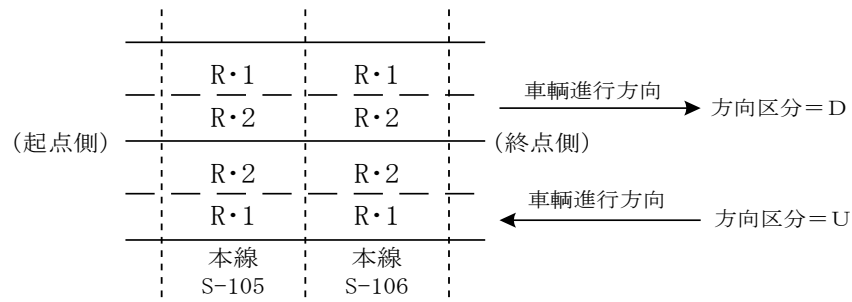 R・1 R・1
車輌進行方向
方向区分＝D
R・2 R・2
(起点側)
(終点側)
R・2 R・2
車輌進行方向
方向区分＝U
R・1 R・1
本線 本線
S-105 S-106